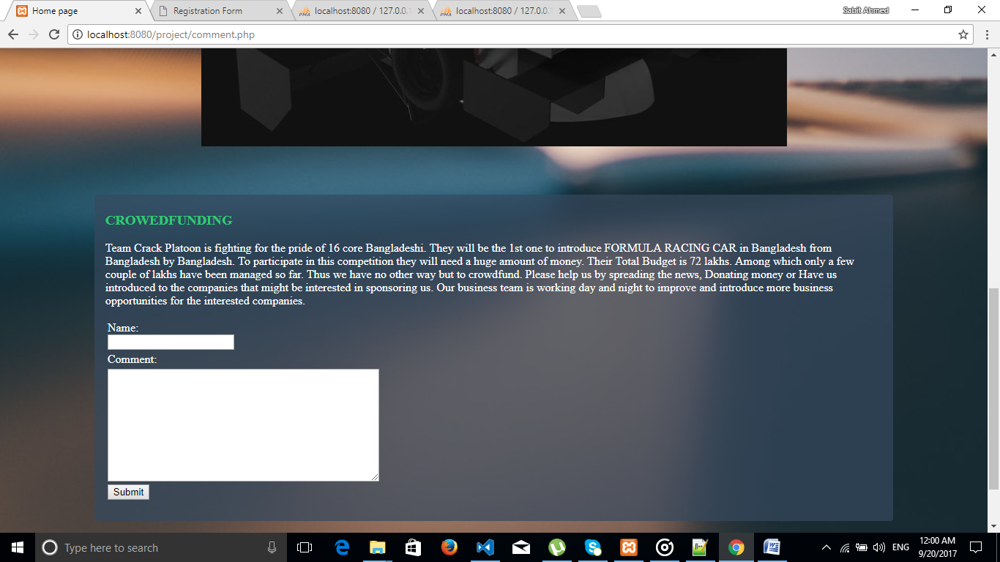 Home page
Registration Form
localhost:8080 / 127.0.0.1
localhost:8080 / 127.0.0.1
Sabit Ahmed
localhost:8080/project/comment.php
CROWEDFUNDING
Team Crack Platoon is fighting for the pride of 16 core Bangladeshi. They will be the 1st one to introduce FORMULA RACING CAR in Bangladesh from
Bangladesh by Bangladesh. To participate in this competition they will need a huge amount of money. Their Total Budget is 72 lakhs. Among which only a few
couple of lakhs have been managed so far. Thus we have no other way but to crowdfund. Please help us by spreading the news, Donating money or Have us
introduced to the companies that might be interested in sponsoring us. Our business team is working day and night to improve and introduce more business
opportunities for the interested companies.
Name:
Comment:
Submit
Type here to search
ENG
12:00 AM
9/20/2017